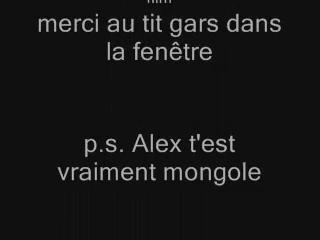 merci au tit gars dans
la fenêtre
p.s. Alex t'est
vraiment mongole